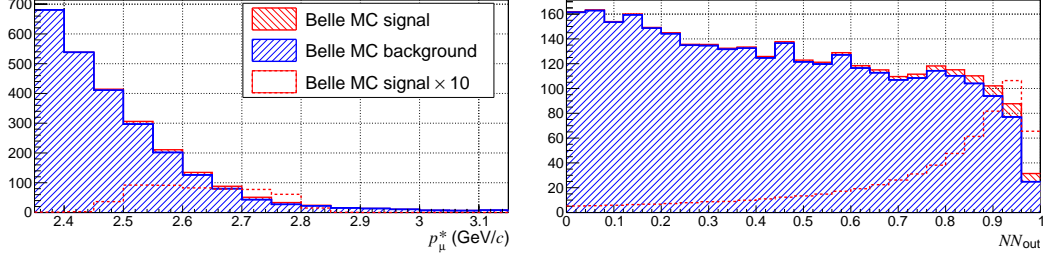 700
600
500
400
300
200
100
0
Belle MC signal
Belle MC background
Belle MC signal × 10
2.4 2.5 2.6 2.7 2.8 2.9 3 3.1
p*μ (GeV/c)
160
140
120
100
80
60
40
20
0
0 0.1 0.2 0.3 0.4 0.5 0.6 0.7 0.8 0.9 1
NNout